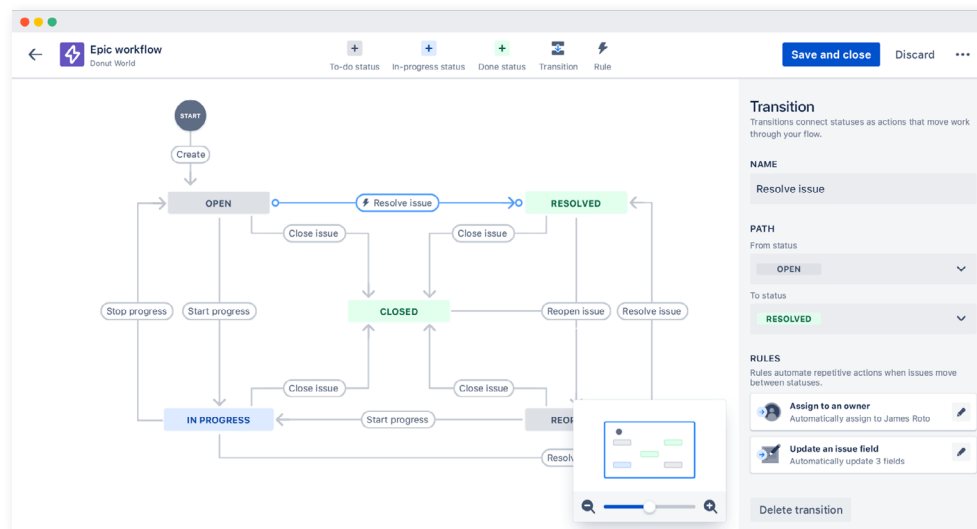 Epic workflow
Donut World
To-do status
In-progress status
Done status
Transition
Rule
Save and close
Discard
START
Create
OPEN
Resolve issue
RESOLVED
Close issue
Close issue
CLOSED
Stop progress
Start progress
Reopen issue
Resolve issue
Close issue
Close issue
IN PROGRESS
Start progress
Transition
Transitions connect statuses as actions that move work
through your flow.
NAME
Resolve issue
PATH
From status
OPEN
To status
RESOLVED
RULES
Rules automate repetitive actions when issues move
between statuses.
Assign to an owner
Automatically assign to James Roto
Update an issue field
Automatically update 3 fields
Delete transition